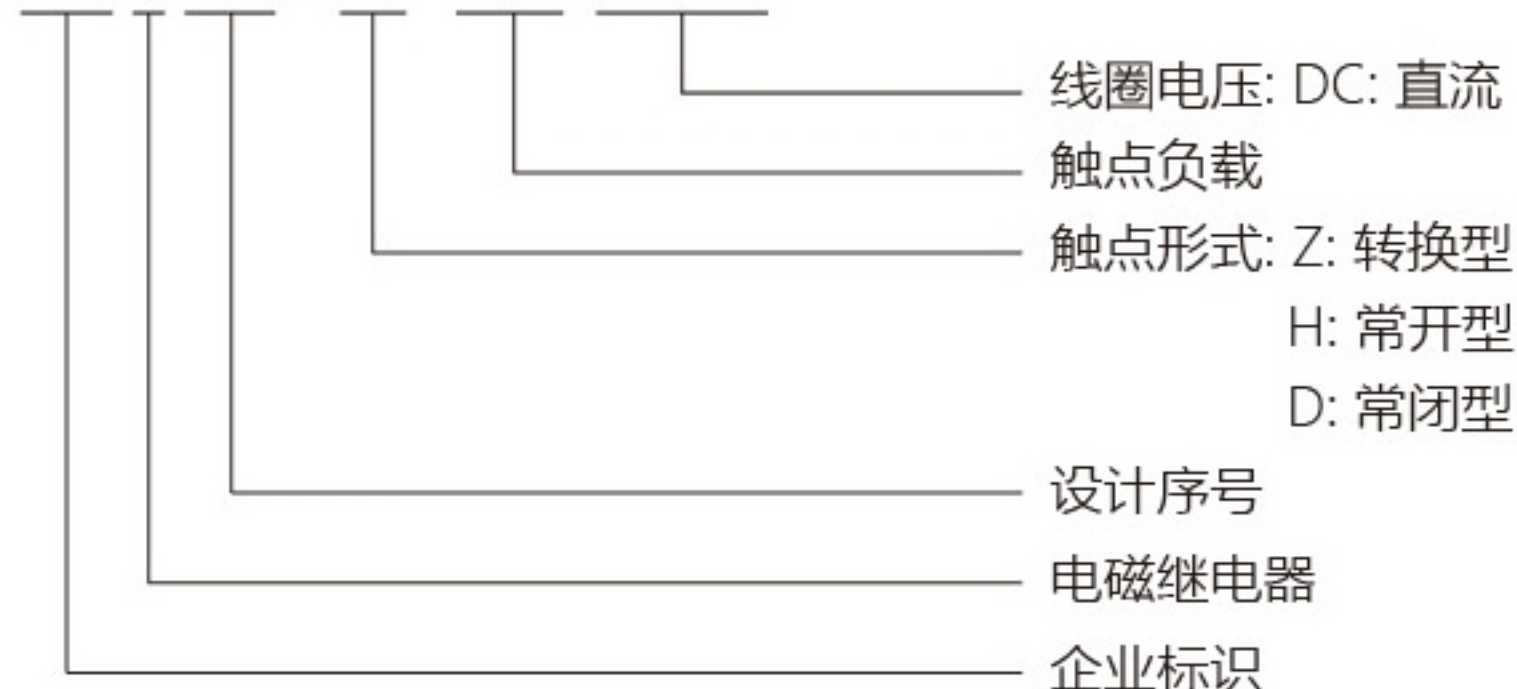 线圈电压: DC: 直流
触点负载
触点形式: Z: 转换型
H: 常开型
D: 常闭型
设计序号
电磁继电器
企业标识